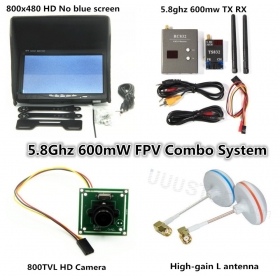 800x480 HD No blue screen
5.8ghz 600mw TX RX
5.8Ghz 600mW FPV Combo System
UUUST
800TVL HD Camera
High-gain L antenna